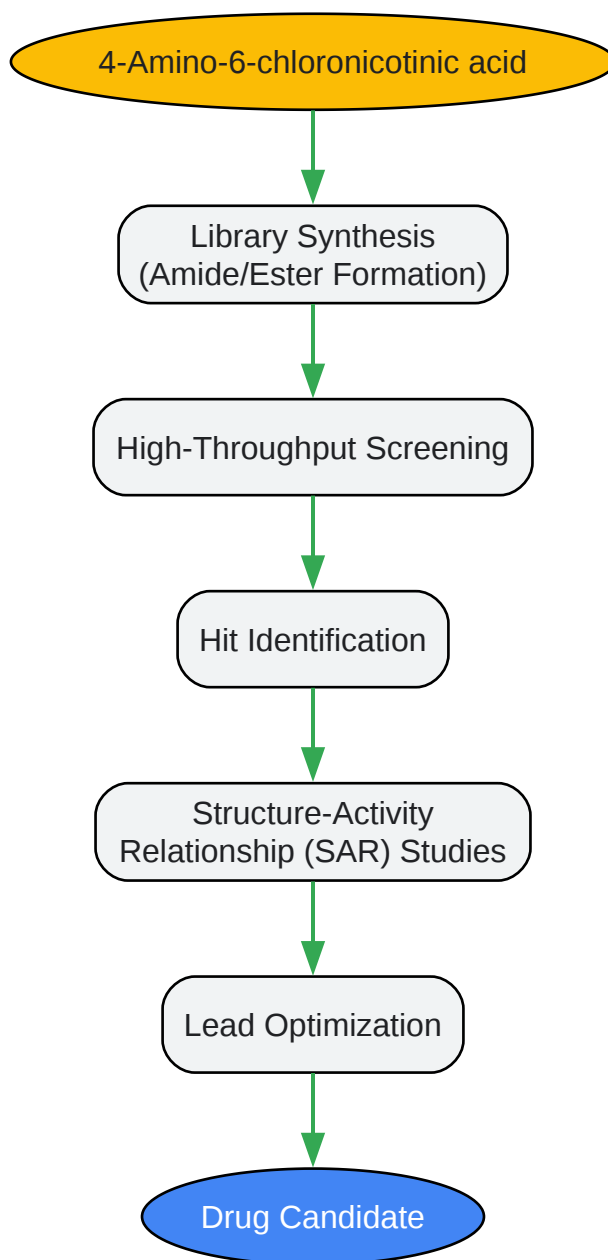 4-Amino-6-chloronicotinic acid
Library Synthesis
(Amide/Ester Formation)
High-Throughput Screening
Hit Identification
Structure-Activity
Relationship (SAR) Studies
Lead Optimization
Drug Candidate